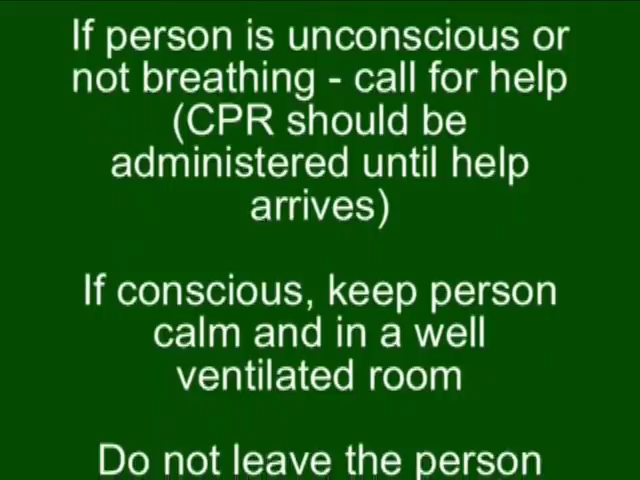 If person is unconscious or
not breathing - call for help
(CPR should be
administered until help
arrives)
If conscious, keep person
calm and in a well
ventilated room
Do not leave the person